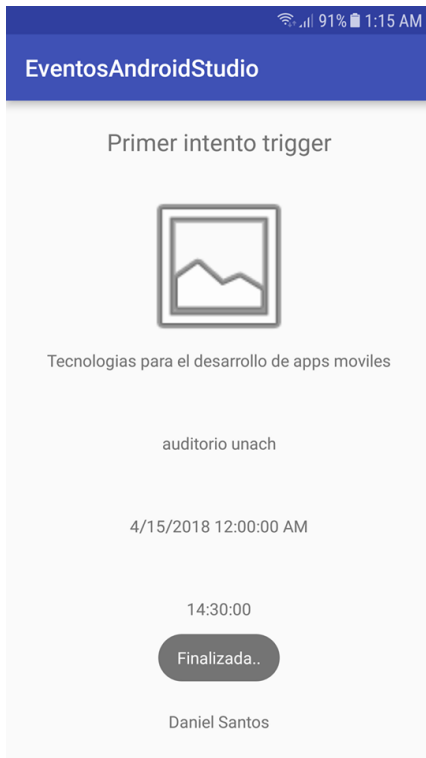 91% 1:15 AM
EventosAndroidStudio
Primer intento trigger
Tecnologias para el desarrollo de apps moviles
auditorio unach
4/15/2018 12:00:00 AM
14:30:00
Finalizada..
Daniel Santos